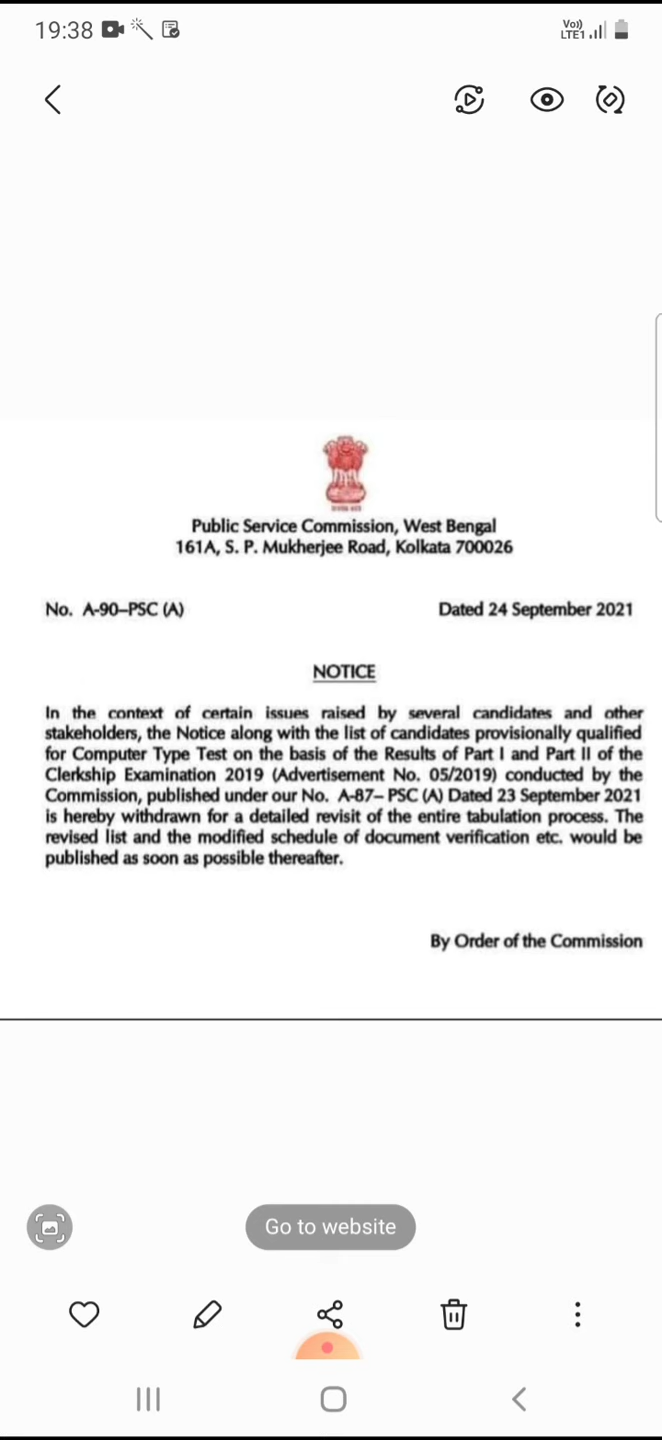 19:38
Vo))
LTE1
Public Service Commission, West Bengal
161A, S. P. Mukherjee Road, Kolkata 700026
No. A-90–PSC (A) Dated 24 September 2021
NOTICE
In the context of certain issues raised by several candidates and other
stakeholders, the Notice along with the list of candidates provisionally qualified
for Computer Type Test on the basis of the Results of Part I and Part II of the
Clerkship Examination 2019 (Advertisement No. 05/2019) conducted by the
Commission, published under our No. A-87– PSC (A) Dated 23 September 2021
is hereby withdrawn for a detailed revisit of the entire tabulation process. The
revised list and the modified schedule of document verification etc. would be
published as soon as possible thereafter.
By Order of the Commission
Go to website